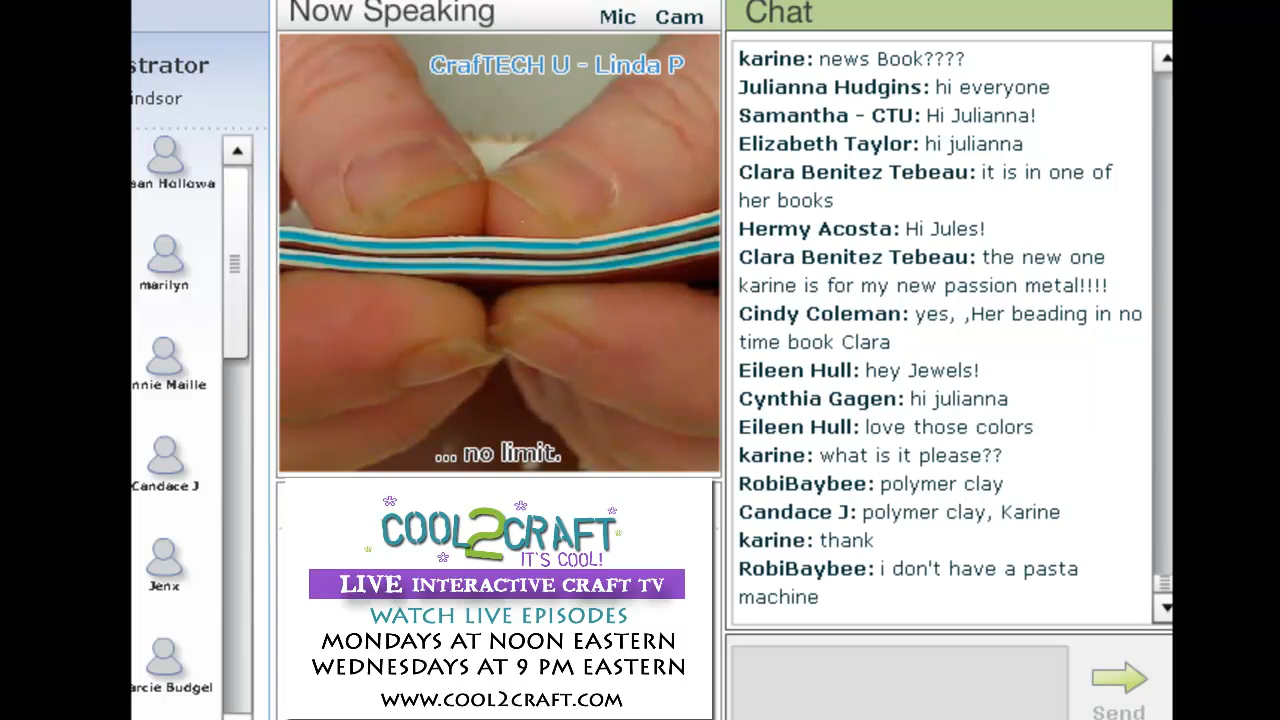 strator
indsor
san Hollowa
marilyn
nnie Maille
Candace J
Jenx
arcie Budgel
Now Speaking
Mic Cam
CrafTECH U - Linda P
... no limit.
COOL2CRAFT
IT'S COOL!
LIVE INTERACTIVE CRAFT TV
WATCH LIVE EPISODES
MONDAYS AT NOON EASTERN
WEDNESDAYS AT 9 PM EASTERN
WWW.COOL2CRAFT.COM
Chat
karine: news Book????
Julianna Hudgins: hi everyone
Samantha - CTU: Hi Julianna!
Elizabeth Taylor: hi julianna
Clara Benitez Tebeau: it is in one of
her books
Hermy Acosta: Hi Jules!
Clara Benitez Tebeau: the new one
karine is for my new passion metal!!!!
Cindy Coleman: yes, ,Her beading in no
time book Clara
Eileen Hull: hey Jewels!
Cynthia Gagen: hi julianna
Eileen Hull: love those colors
karine: what is it please??
RobiBaybee: polymer clay
Candace J: polymer clay, Karine
karine: thank
RobiBaybee: i don't have a pasta
machine
Send